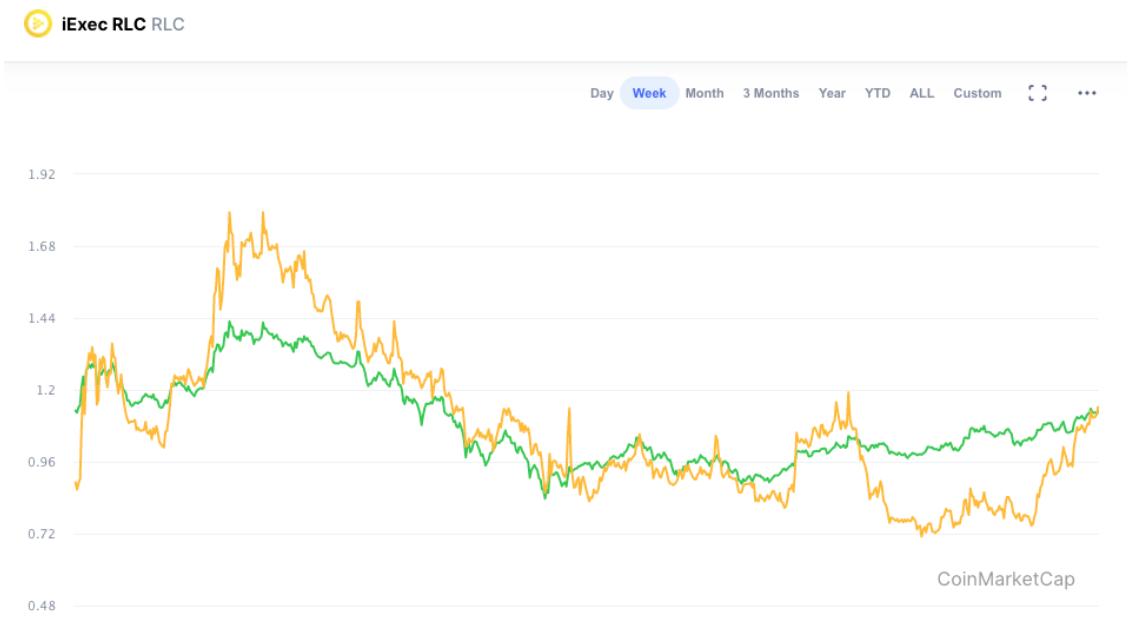 iExec RLC RLC
Day Week Month 3 Months Year YTD ALL Custom
1.92
1.68
1.44
1.2
0.96
0.72
CoinMarketCap
0.48